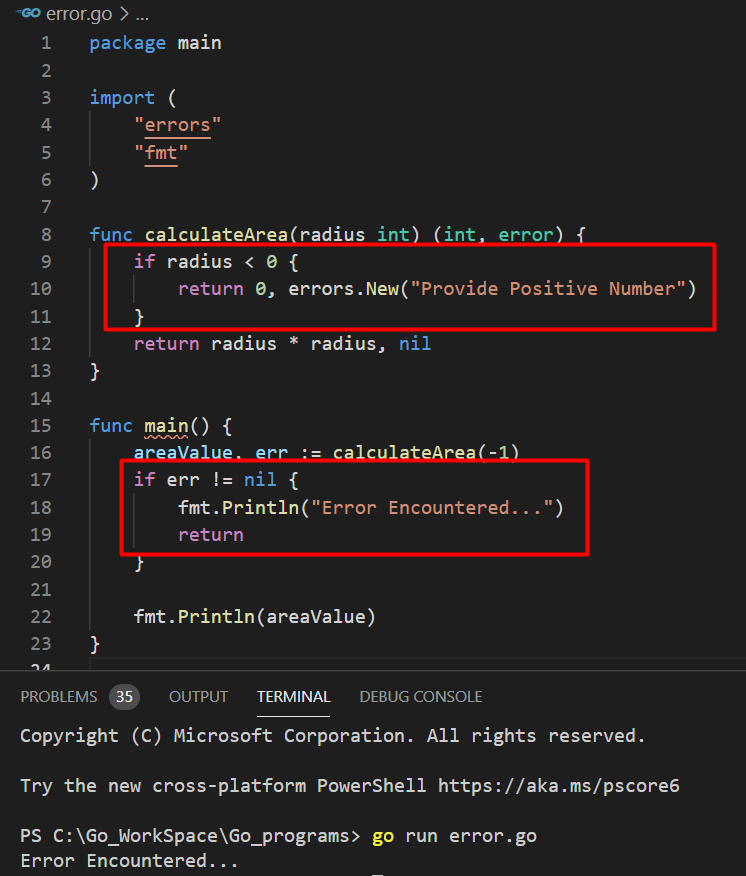 GO error.go > ...
1 package main
2
3 import (
4 "errors"
5 "fmt"
6 )
7
8 func calculateArea(radius int) (int, error) {
9 if radius < 0 {
10 return 0, errors.New("Provide Positive Number")
11 }
12 return radius * radius, nil
13 }
14
15 func main() {
16 areaValue, err := calculateArea(-1)
17 if err != nil {
18 fmt.Println("Error Encountered...")
19 return
20 }
21
22 fmt.Println(areaValue)
23 }
24
PROBLEMS 35 OUTPUT TERMINAL DEBUG CONSOLE
Copyright (C) Microsoft Corporation. All rights reserved.
Try the new cross-platform PowerShell https://aka.ms/pscore6
PS C:\Go_WorkSpace\Go_programs> go run error.go
Error Encountered...